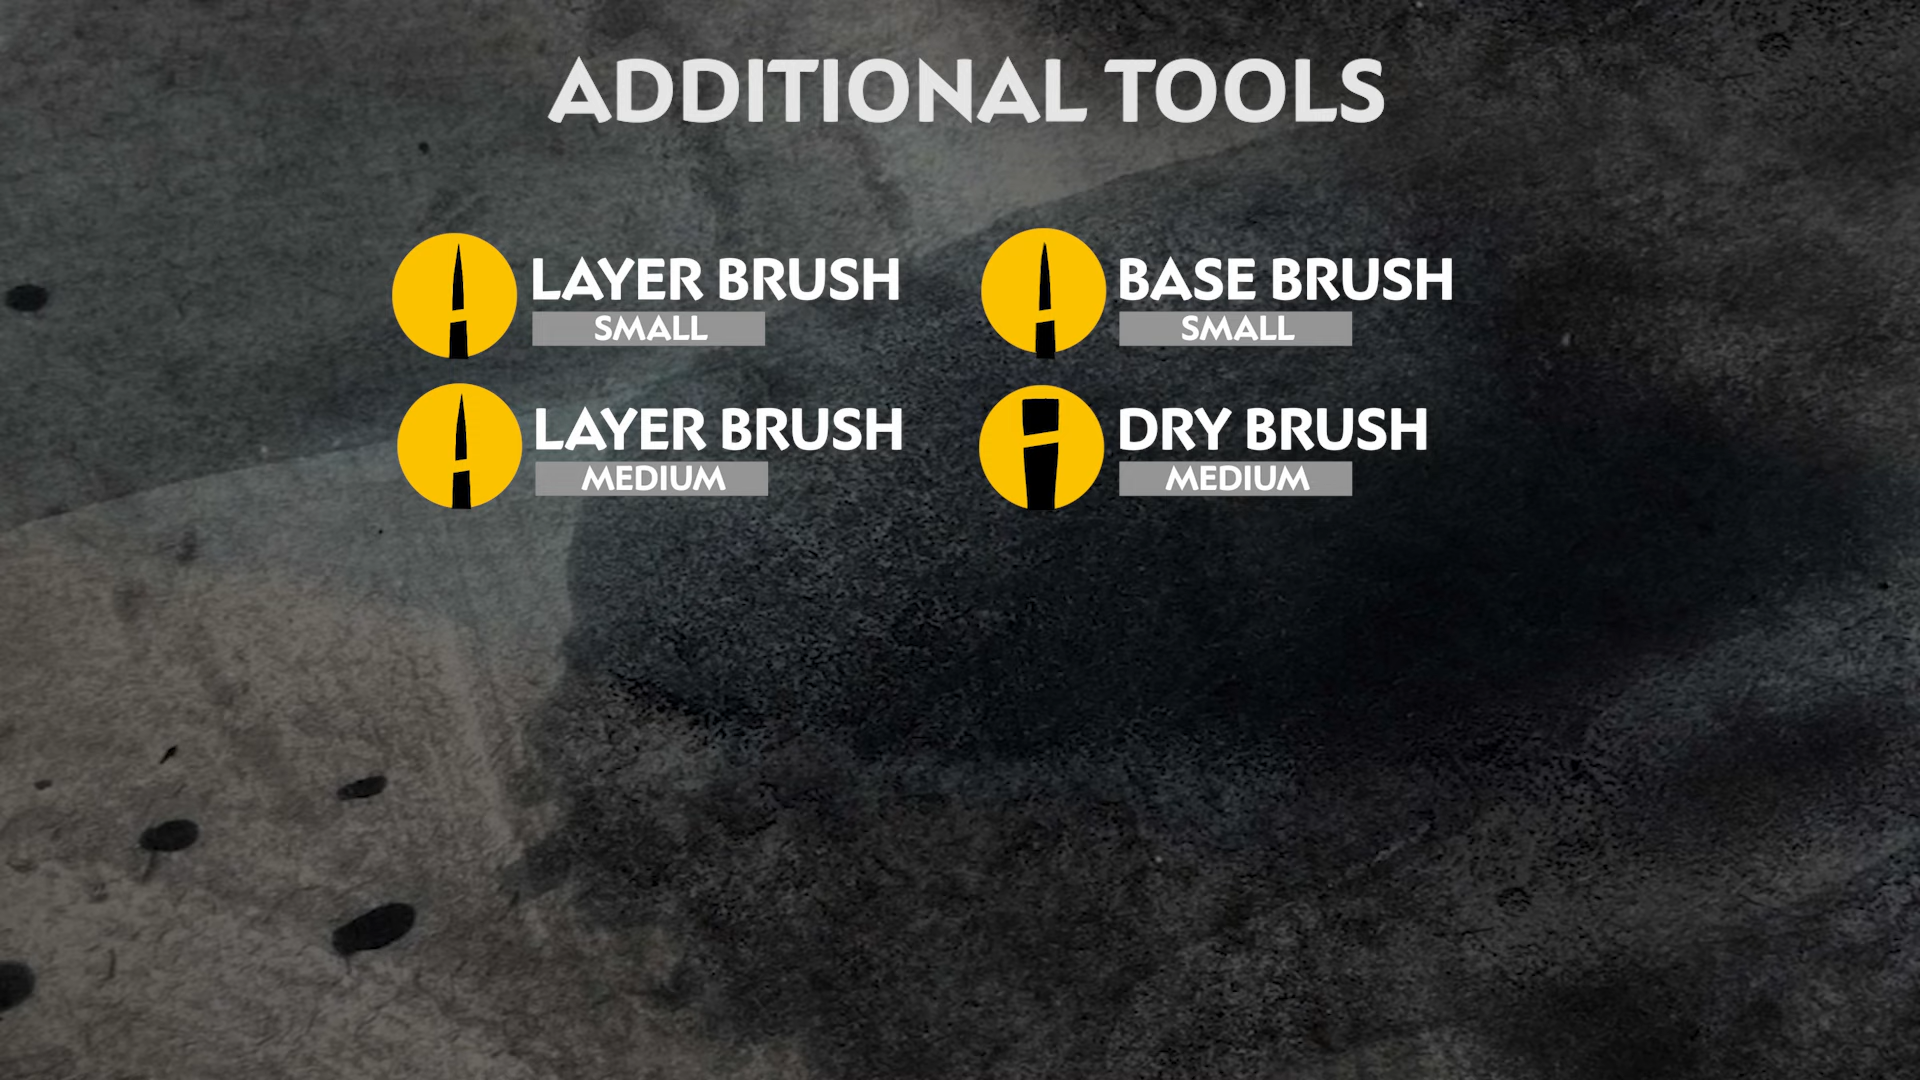 ADDITIONAL TOOLS
LAYER BRUSH
SMALL
BASE BRUSH
SMALL
LAYER BRUSH
MEDIUM
DRY BRUSH
MEDIUM